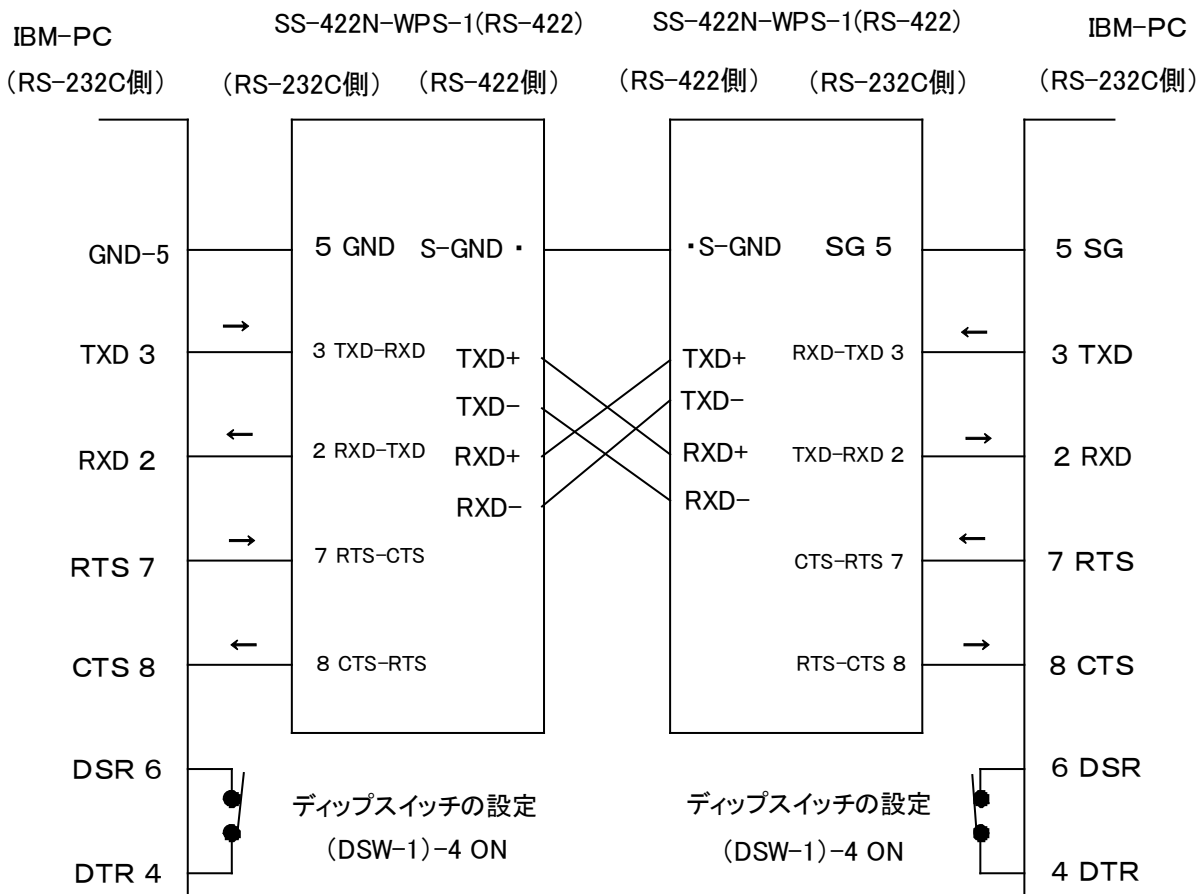 IBM-PC SS-422N-WPS-1(RS-422) SS-422N-WPS-1(RS-422) IBM-PC
(RS-232C側) (RS-232C側) (RS-422側) (RS-422側) (RS-232C側) (RS-232C側)
GND-5 5 GND S-GND・ ・S-GND SG 5 5 SG
→ ←
TXD 3 3 TXD-RXD TXD+ TXD+ RXD-TXD 3 3 TXD
TXD- TXD-
← →
RXD 2 2 RXD-TXD RXD+ RXD+ TXD-RXD 2 2 RXD
RXD- RXD-
→ ←
RTS 7 7 RTS-CTS CTS-RTS 7 7 RTS
← →
CTS 8 8 CTS-RTS RTS-CTS 8 8 CTS
DSR 6 6 DSR
ディップスイッチの設定 ディップスイッチの設定
(DSW-1)-4 ON (DSW-1)-4 ON
DTR 4 4 DTR